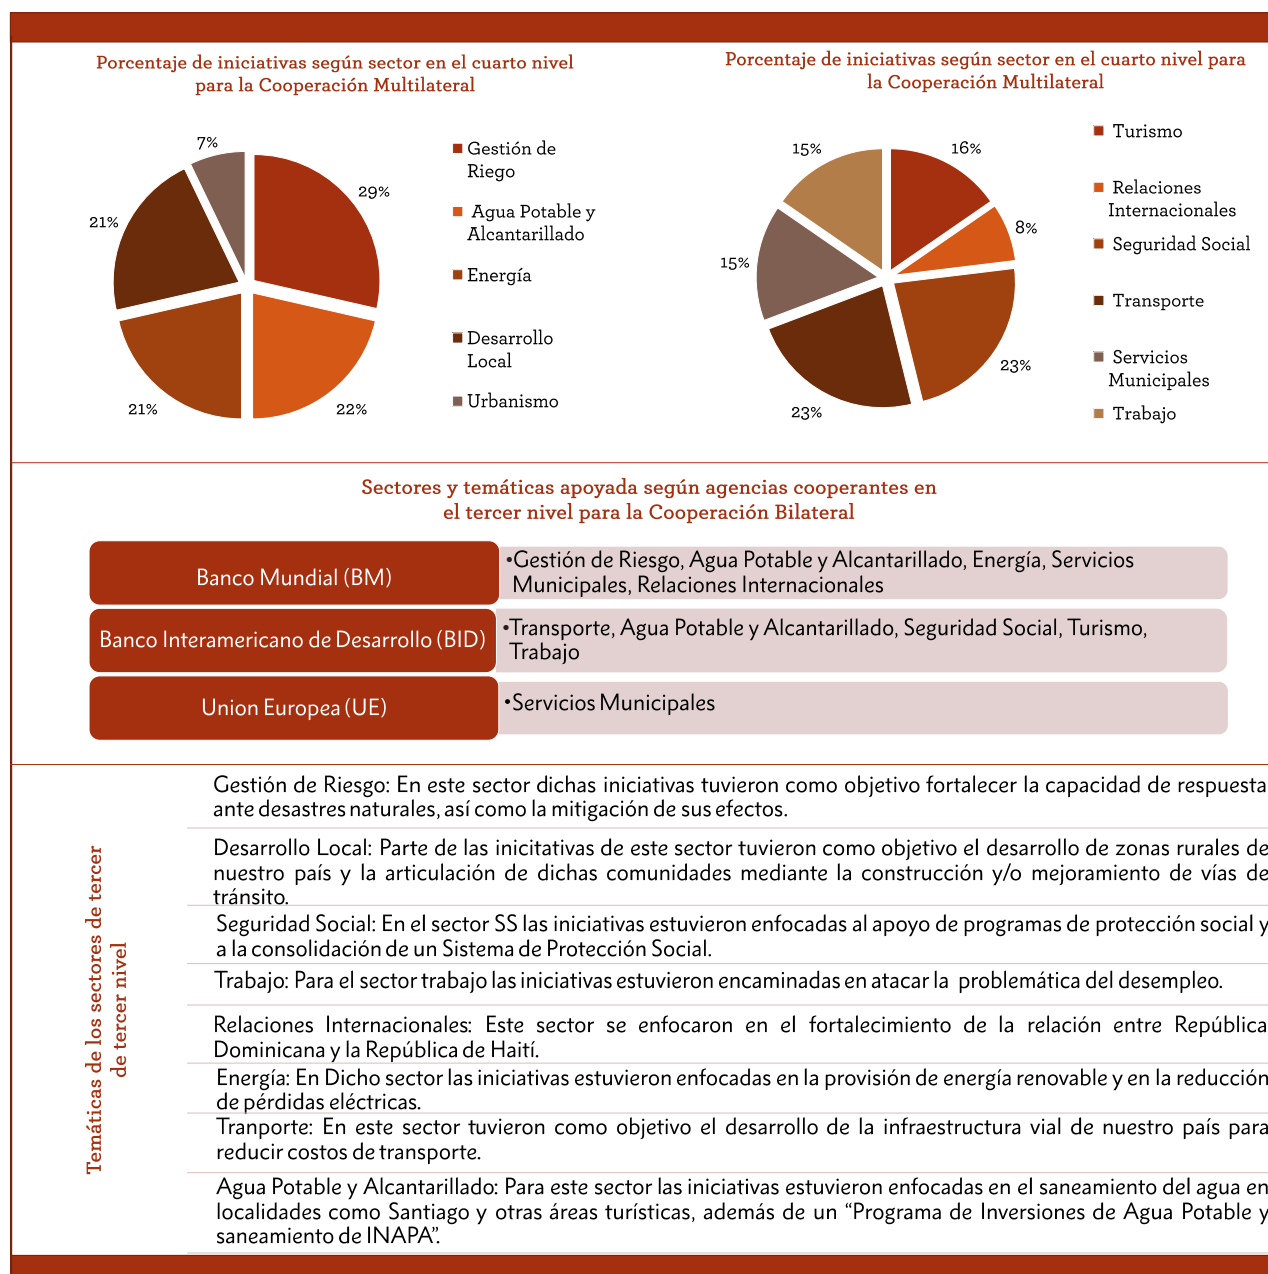 Porcentaje de iniciativas según sector en el cuarto nivel
para la Cooperación Multilateral
7%
29%
21%
21%
22%
Gestión de
Riego
Agua Potable y
Alcantarillado
Energía
Desarrollo
Local
Urbanismo
Porcentaje de iniciativas según sector en el cuarto nivel para
la Cooperación Multilateral
15%
16%
8%
15%
23%
23%
Turismo
Relaciones
Internacionales
Seguridad Social
Transporte
Servicios
Municipales
Trabajo
Sectores y temáticas apoyada según agencias cooperantes en
el tercer nivel para la Cooperación Bilateral
Banco Mundial (BM)
•Gestión de Riesgo, Agua Potable y Alcantarillado, Energía, Servicios
Municipales, Relaciones Internacionales
Banco Interamericano de Desarrollo (BID)
•Transporte, Agua Potable y Alcantarillado, Seguridad Social, Turismo,
Trabajo
Union Europea (UE)
•Servicios Municipales
Temáticas de los sectores de tercer
de tercer nivel
Gestión de Riesgo: En este sector dichas iniciativas tuvieron como objetivo fortalecer la capacidad de respuesta
ante desastres naturales, así como la mitigación de sus efectos.
Desarrollo Local: Parte de las inicitativas de este sector tuvieron como objetivo el desarrollo de zonas rurales de
nuestro país y la articulación de dichas comunidades mediante la construcción y/o mejoramiento de vías de
tránsito.
Seguridad Social: En el sector SS las iniciativas estuvieron enfocadas al apoyo de programas de protección social y
a la consolidación de un Sistema de Protección Social.
Trabajo: Para el sector trabajo las iniciativas estuvieron encaminadas en atacar la problemática del desempleo.
Relaciones Internacionales: Este sector se enfocaron en el fortalecimiento de la relación entre República
Dominicana y la República de Haití.
Energía: En Dicho sector las iniciativas estuvieron enfocadas en la provisión de energía renovable y en la reducción
de pérdidas eléctricas.
Tranporte: En este sector tuvieron como objetivo el desarrollo de la infraestructura vial de nuestro país para
reducir costos de transporte.
Agua Potable y Alcantarillado: Para este sector las iniciativas estuvieron enfocadas en el saneamiento del agua en
localidades como Santiago y otras áreas turísticas, además de un “Programa de Inversiones de Agua Potable y
saneamiento de INAPA”.